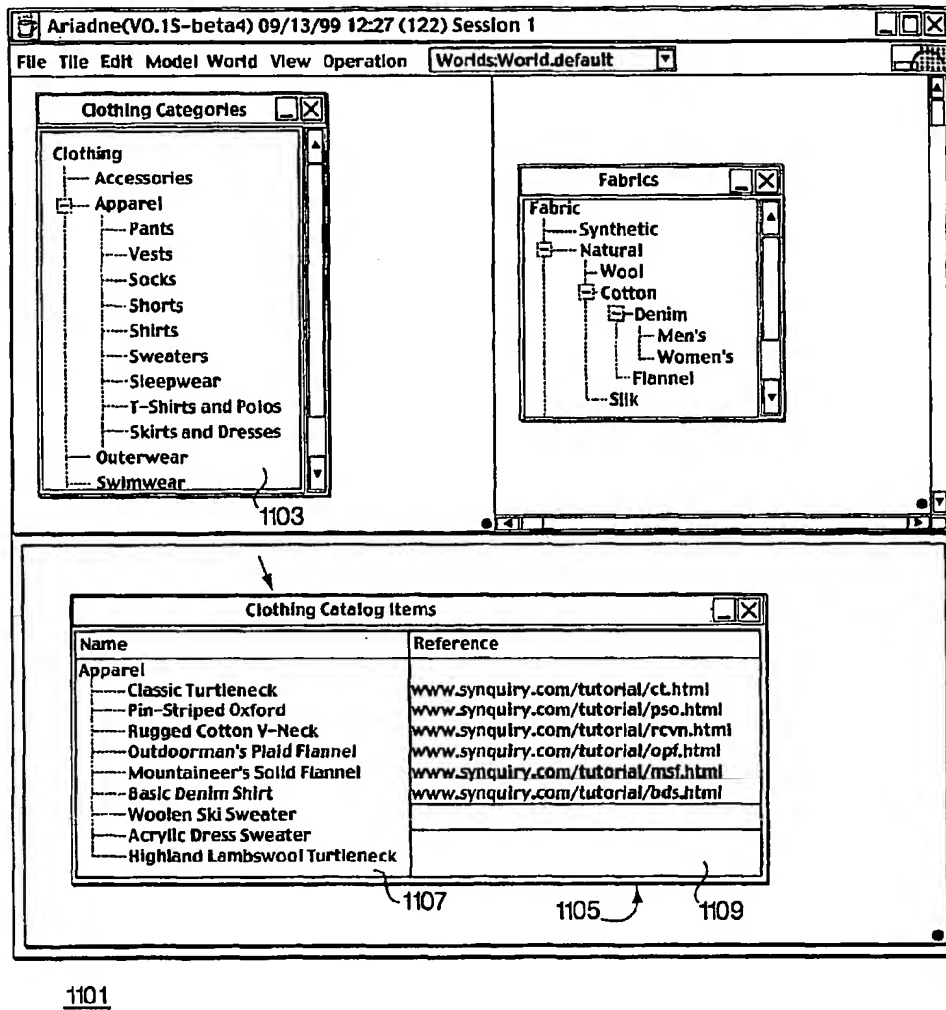 Ariadne(V0.1S-beta4) 09/13/99 12:27 (122) Session 1
File Tile Edit Model World View Operation Worlds:World.default
Clothing Categories
Clothing
Accessories
Apparel
Pants
Vests
Socks
Shorts
Shirts
Sweaters
Sleepwear
T-Shirts and Polos
Skirts and Dresses
Outerwear
Swimwear
1103
Fabrics
Fabric
Synthetic
Natural
Wool
Cotton
Denim
Men's
Women's
Flannel
Silk
Clothing Catalog Items
Name Reference
Apparel
Classic Turtleneck www.synquiry.com/tutorial/ct.html
Pin-Striped Oxford www.synquiry.com/tutorial/pso.html
Rugged Cotton V-Neck www.synquiry.com/tutorial/rcvn.html
Outdoorman's Plaid Flannel www.synquiry.com/tutorial/opf.html
Mountaineer's Solid Flannel www.synquiry.com/tutorial/msf.html
Basic Denim Shirt www.synquiry.com/tutorial/bds.html
Woolen Ski Sweater
Acrylic Dress Sweater
Highland Lambswool Turtleneck
1107 1105 1109
1101